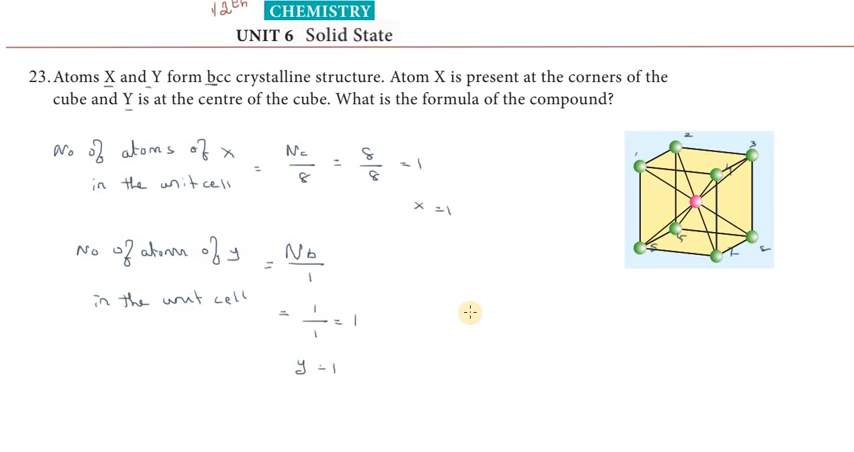 12th
CHEMISTRY
UNIT 6 Solid State
23. Atoms X and Y form bcc crystalline structure. Atom X is present at the corners of the
cube and Y is at the centre of the cube. What is the formula of the compound?
No of atoms of x
in the unit cell
= Nc/8 = 8/8 = 1
x = 1
No of atom of y
in the unit cell
= Nb/1
= 1/1 = 1
y = 1
1
2
3